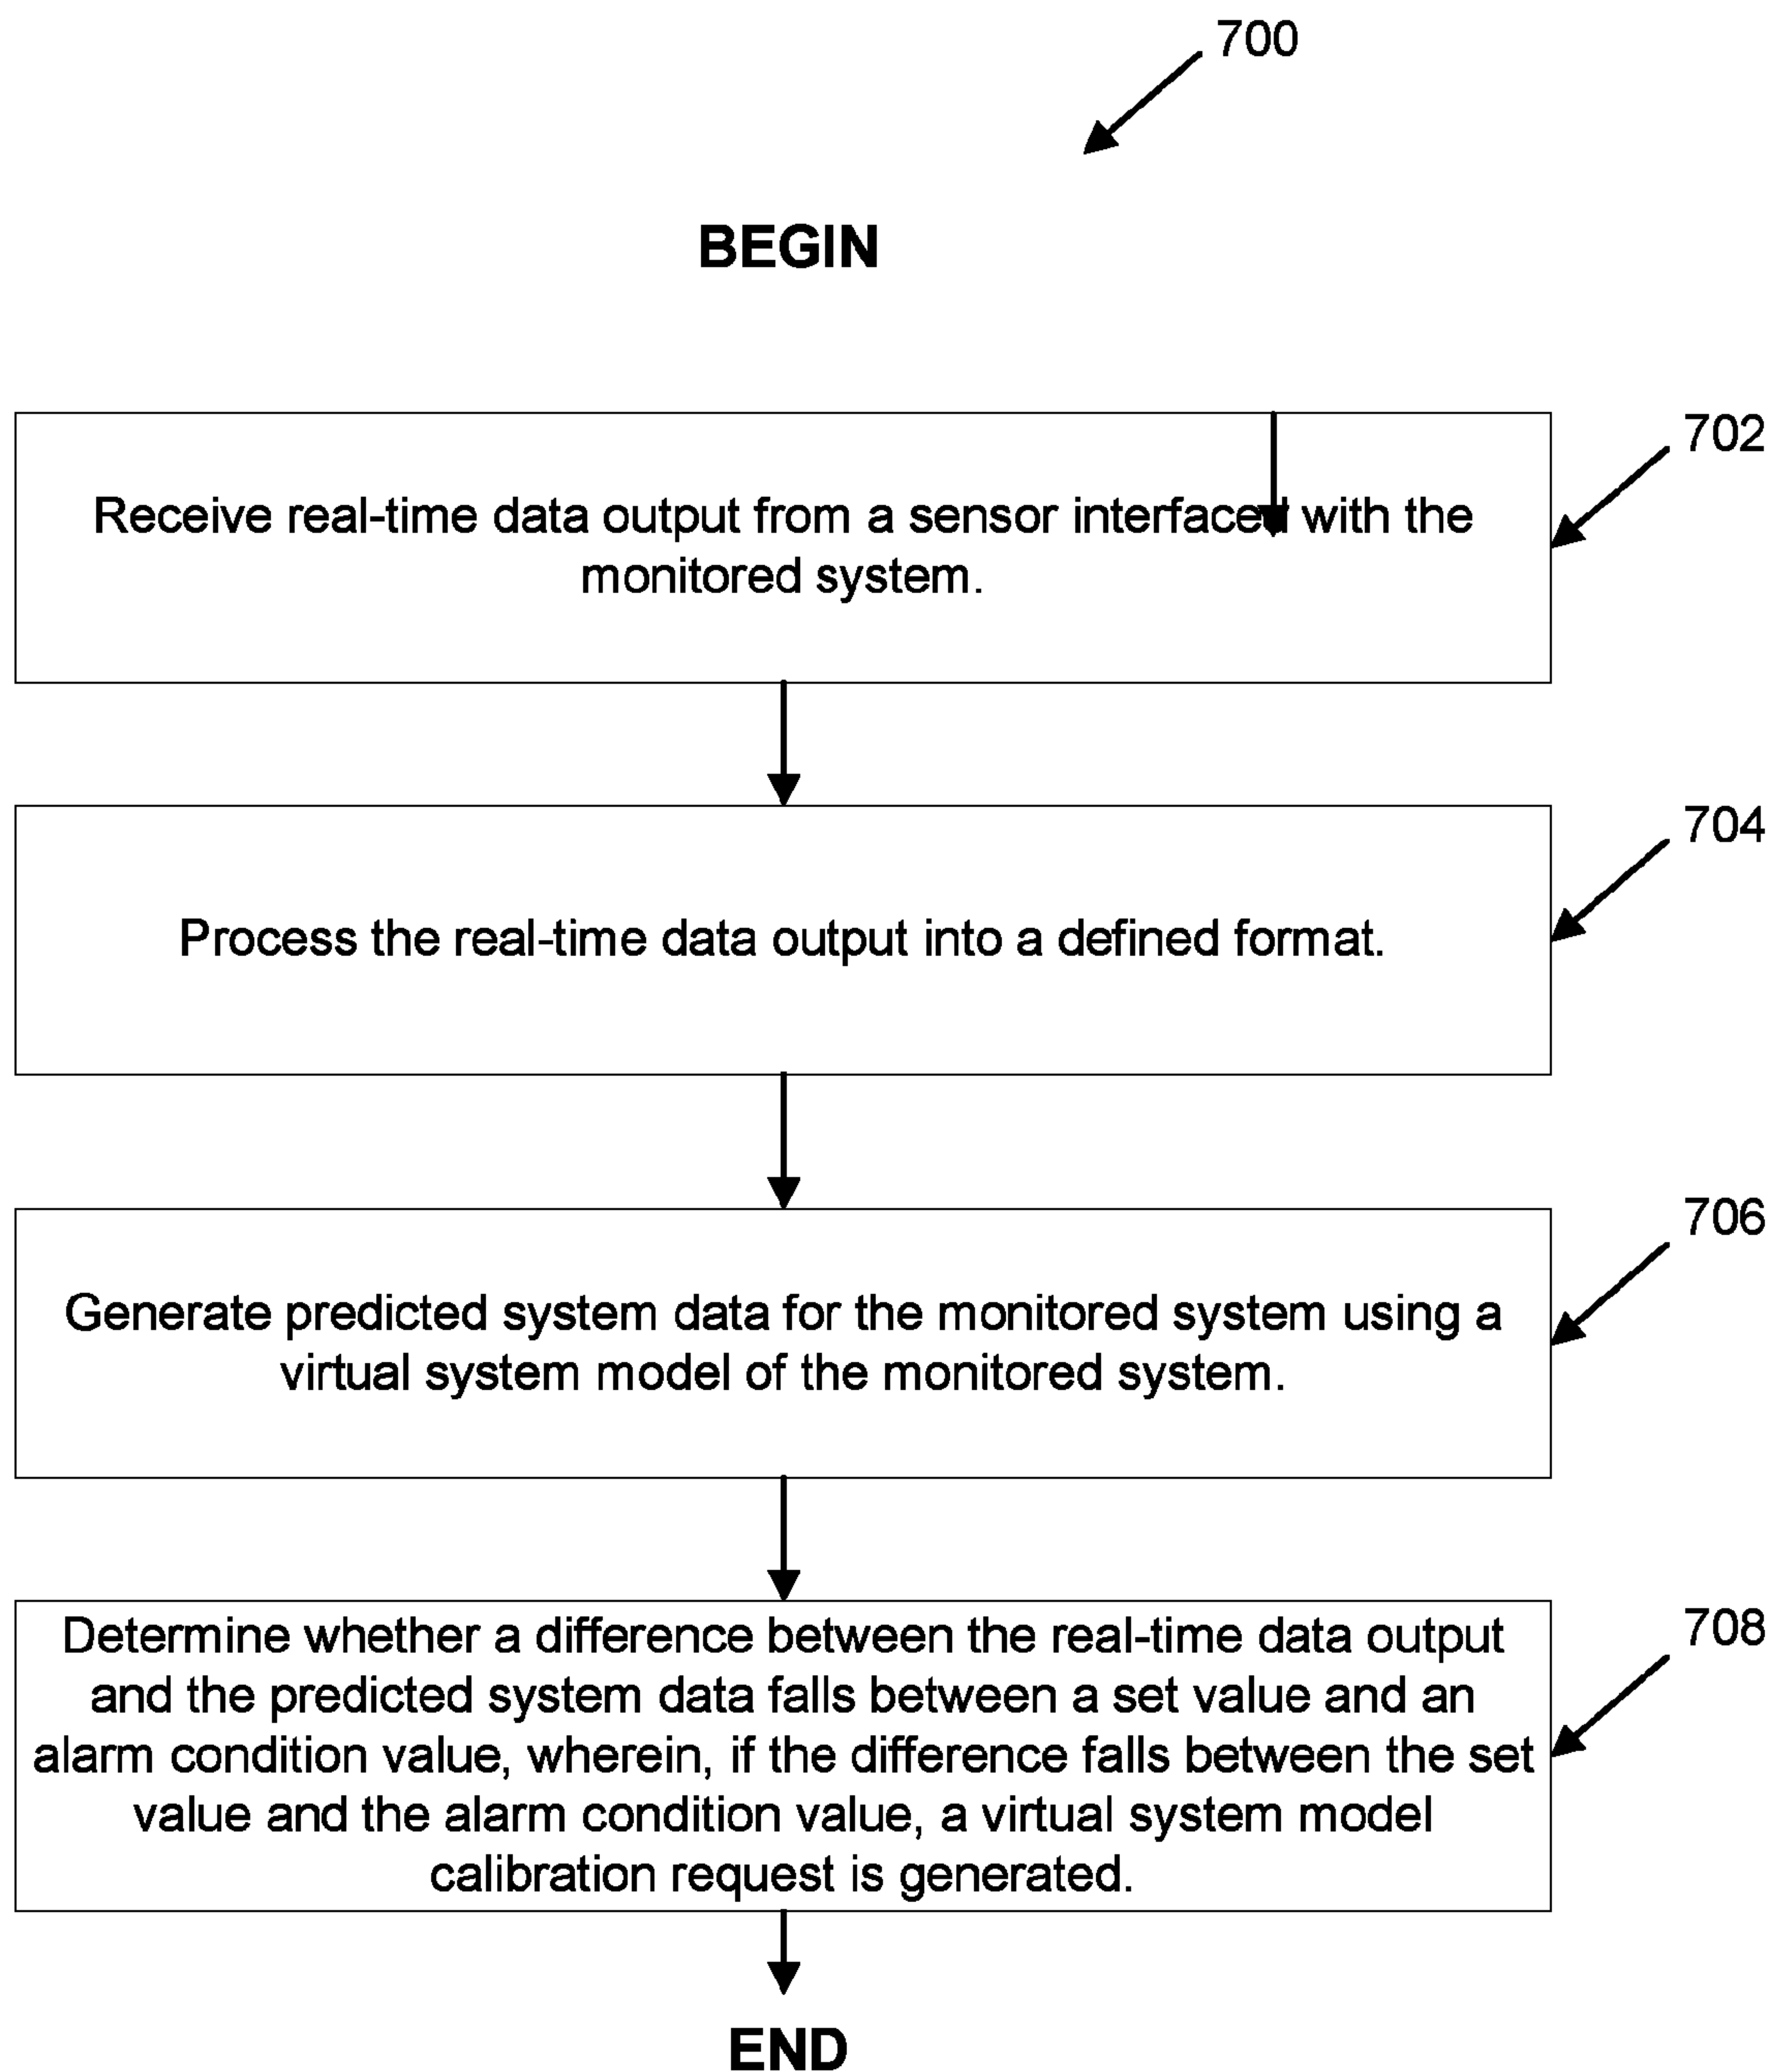 700
BEGIN
702
Receive real-time data output from a sensor interfaced with the
monitored system.
704
Process the real-time data output into a defined format.
706
Generate predicted system data for the monitored system using a
virtual system model of the monitored system.
708
Determine whether a difference between the real-time data output
and the predicted system data falls between a set value and an
alarm condition value, wherein, if the difference falls between the set
value and the alarm condition value, a virtual system model
calibration request is generated.
END